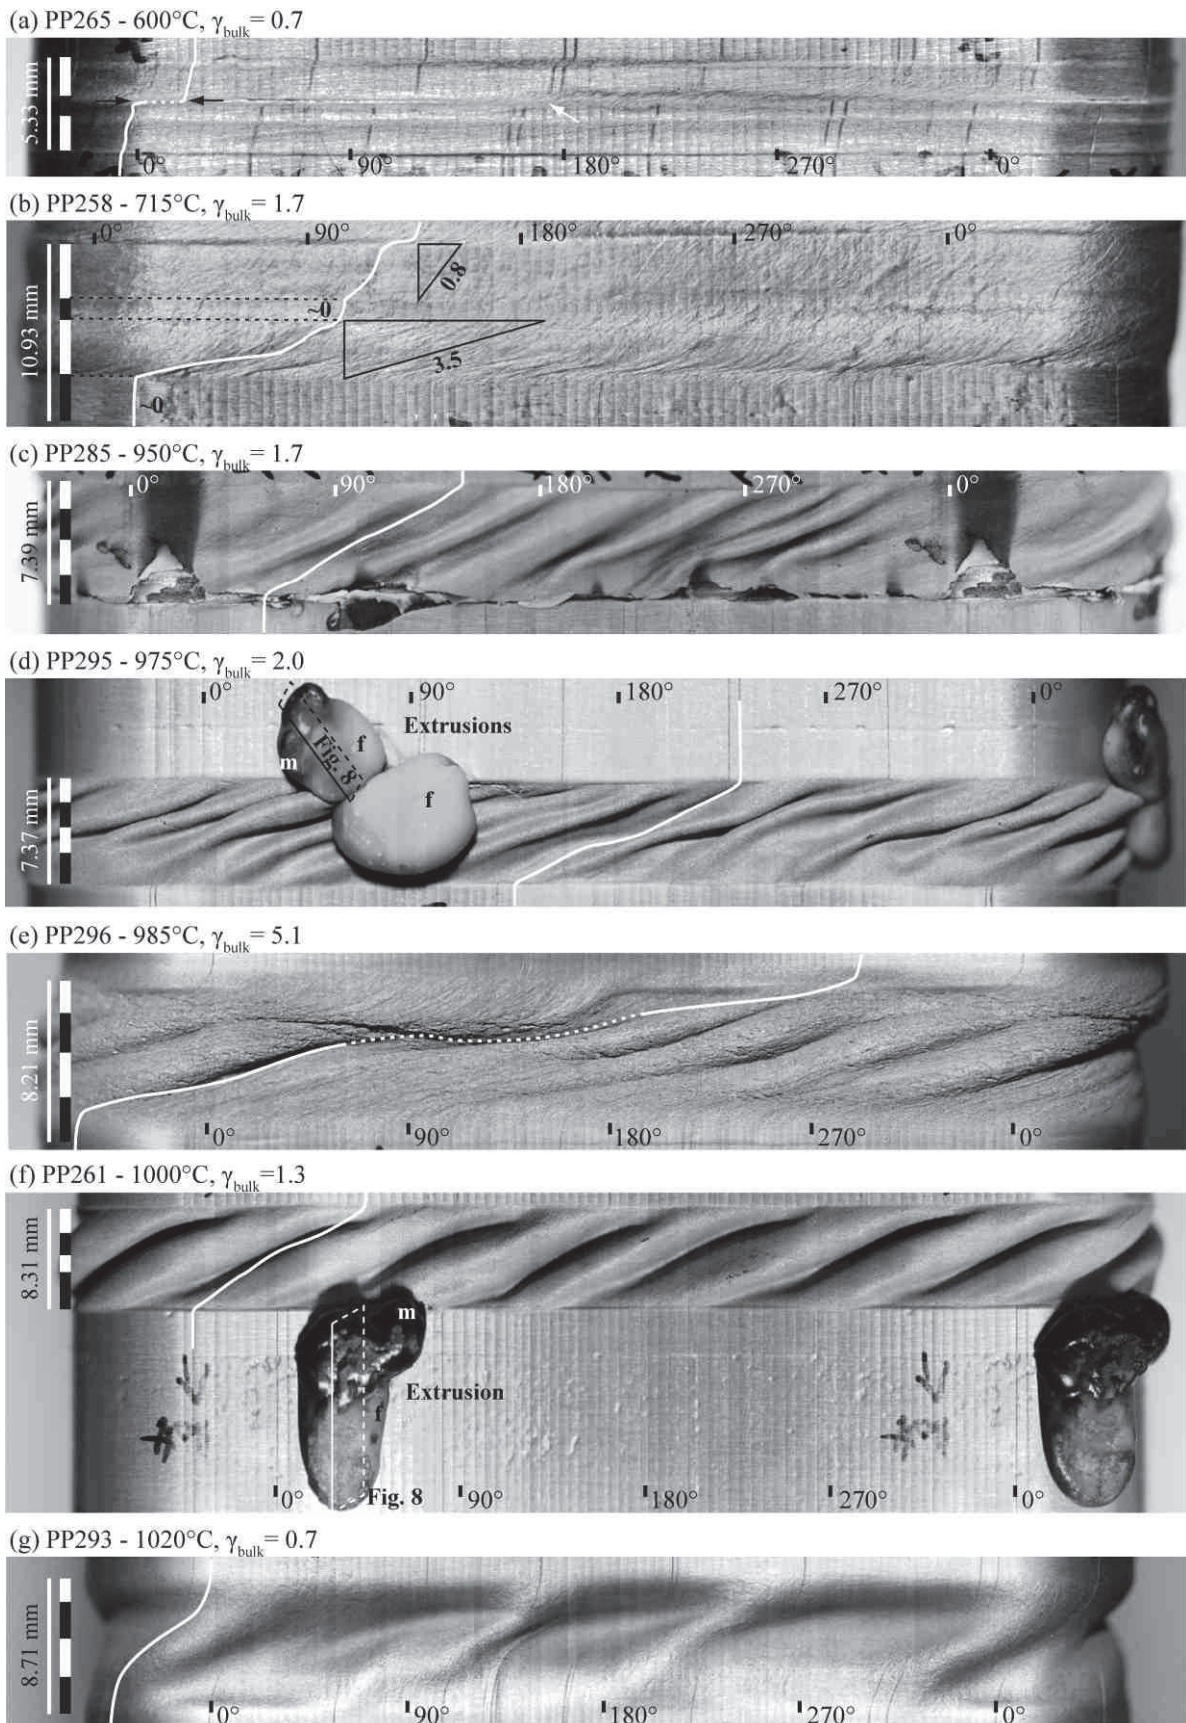 (a) PP265 - 600°C, γbulk= 0.7
5.33 mm
0° 90° 180° 270° 0°
(b) PP258 - 715°C, γbulk= 1.7
0° 90° 180° 270° 0°
0.8
~0
3.5
~0
10.93 mm
(c) PP285 - 950°C, γbulk= 1.7
0° 90° 180° 270° 0°
7.39 mm
(d) PP295 - 975°C, γbulk= 2.0
0° 90° 180° 270° 0°
Extrusions
f
m
Fig. 8
f
7.37 mm
(e) PP296 - 985°C, γbulk= 5.1
8.21 mm
0° 90° 180° 270° 0°
(f) PP261 - 1000°C, γbulk=1.3
8.31 mm
m
Extrusion
f
Fig. 8
0° 90° 180° 270° 0°
(g) PP293 - 1020°C, γbulk= 0.7
8.71 mm
0° 90° 180° 270° 0°